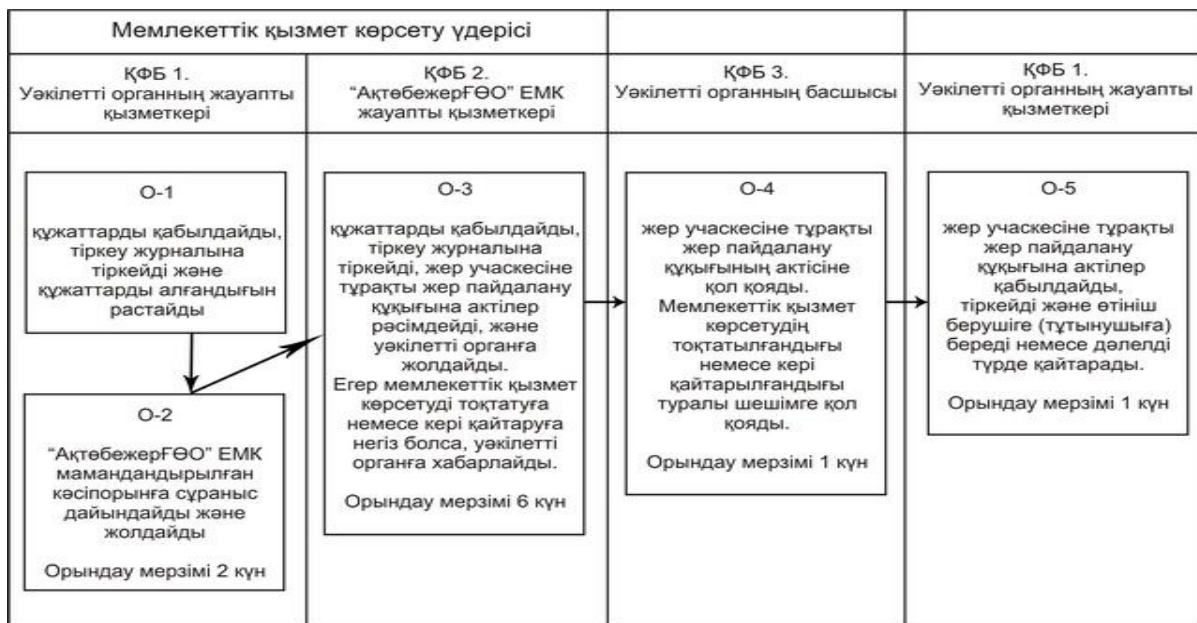 Мемлекеттік қызмет көрсету үдерісі
ҚФБ 1.
Уәкілетті органның жауапты
қызметкері
ҚФБ 2.
“АқтөбежерҒӨО” ЕМК
жауапты қызметкері
ҚФБ 3.
Уәкілетті органның басшысы
ҚФБ 1.
Уәкілетті органның жауапты
қызметкері
О-1
құжаттарды қабылдайды,
тіркеу журналына
тіркейді және
құжаттарды алғандығын
растайды
О-2
“АқтөбежерҒӨО” ЕМК
мамандандырылған
кәсіпорынға сұраныс
дайындайды және
жолдайды
Орындау мерзімі 2 күн
О-3
құжаттарды қабылдайды,
тіркеу журналына
тіркейді, жер учаскесіне
тұрақты жер пайдалану
құқығына актілер
рәсімдейді, және
уәкілетті органға
жолдайды.
Егер мемлекеттік қызмет
көрсетуді тоқтатуға
немесе кері қайтаруға
негіз болса, уәкілетті
органға хабарлайды.
Орындау мерзімі 6 күн
О-4
жер учаскесіне тұрақты
жер пайдалану
құқығының актісіне
қол қояды.
Мемлекеттік қызмет
көрсетудің
тоқтатылғандығы
немесе кері
қайтарылғандығы
туралы шешімге қол
қояды.
Орындау мерзімі 1 күн
О-5
жер учаскесіне тұрақты
жер пайдалану
құқығына актілер
қабылдайды,
тіркейді және өтініш
берушіге (тұтынушыға)
береді немесе дәлелді
түрде қайтарады.
Орындау мерзімі 1 күн